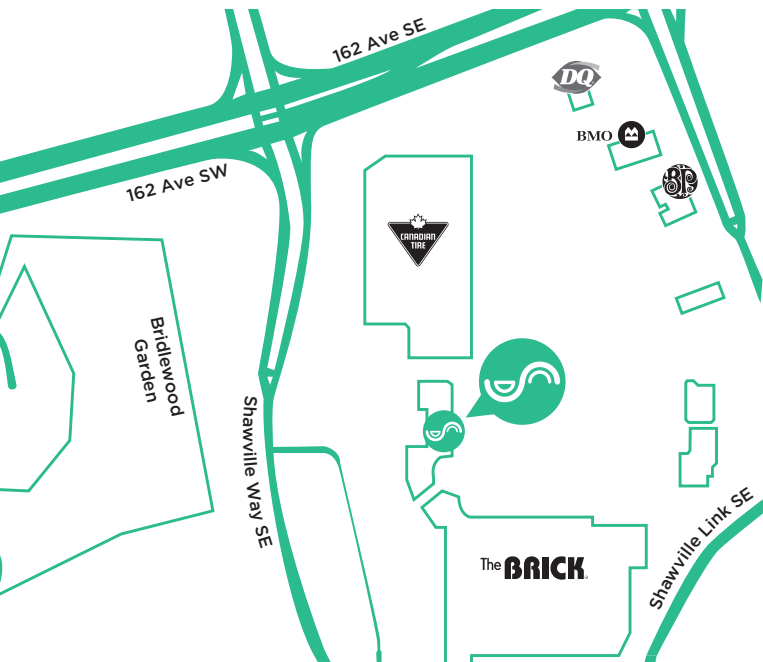 162 Ave SE
DQ
BMO
BP
162 Ave SW
CANADIAN
TIRE
Bridlewood
Garden
Shawville Way SE
The BRICK
Shawville Link SE